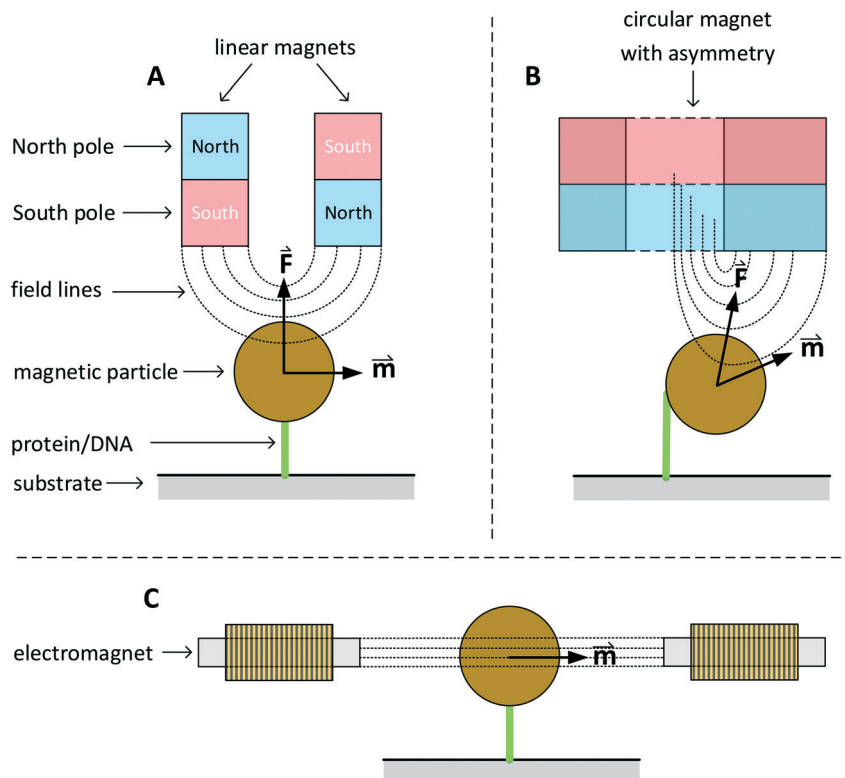 linear magnets
A
North pole
North
South
South pole
South
North
F
field lines
magnetic particle
m
protein/DNA
substrate
circular magnet
with asymmetry
B
F
m
C
electromagnet
m